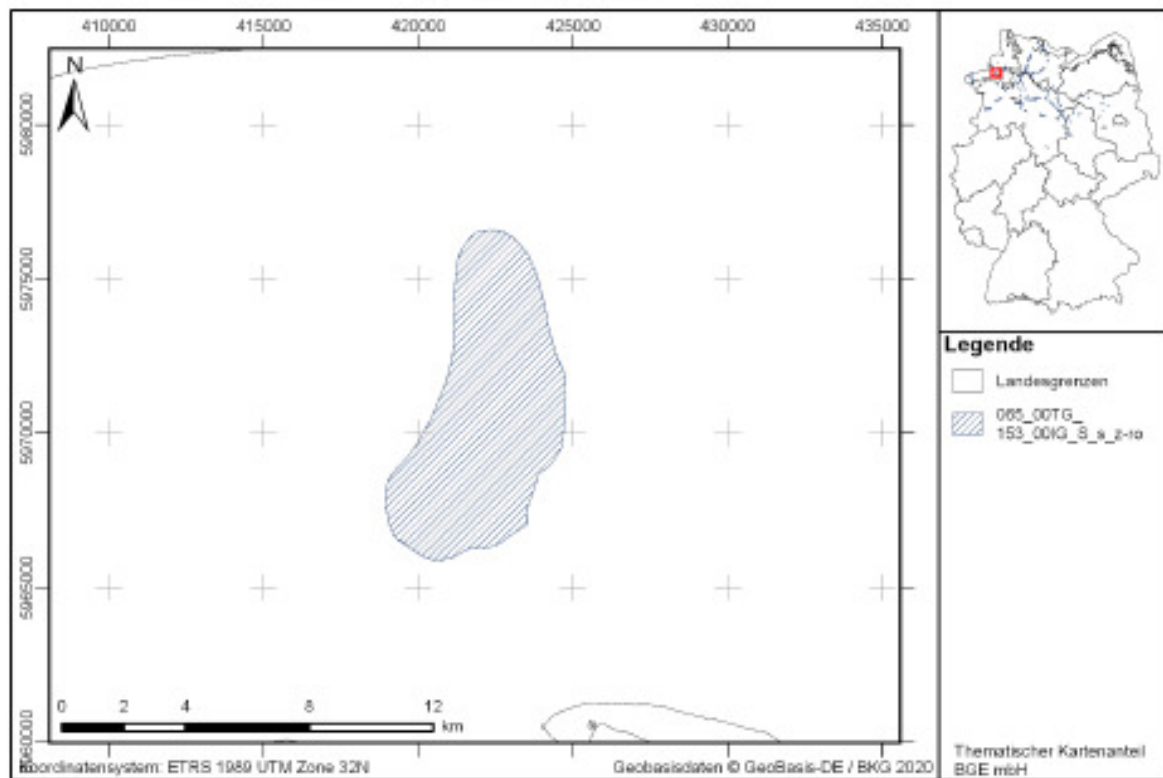 410000 415000 420000 425000 430000 435000
N
5980000
5975000
5970000
5965000
5960000
0 2 4 8 12
km
Koordinatensystem: ETRS 1989 UTM Zone 32N
Geobasisdaten © GeoBasis-DE / BKG 2020
Legende
Landesgrenzen
065_00TG_
153_00IG_S_s_z-ro
Thematischer Kartenanteil
BGE mbH